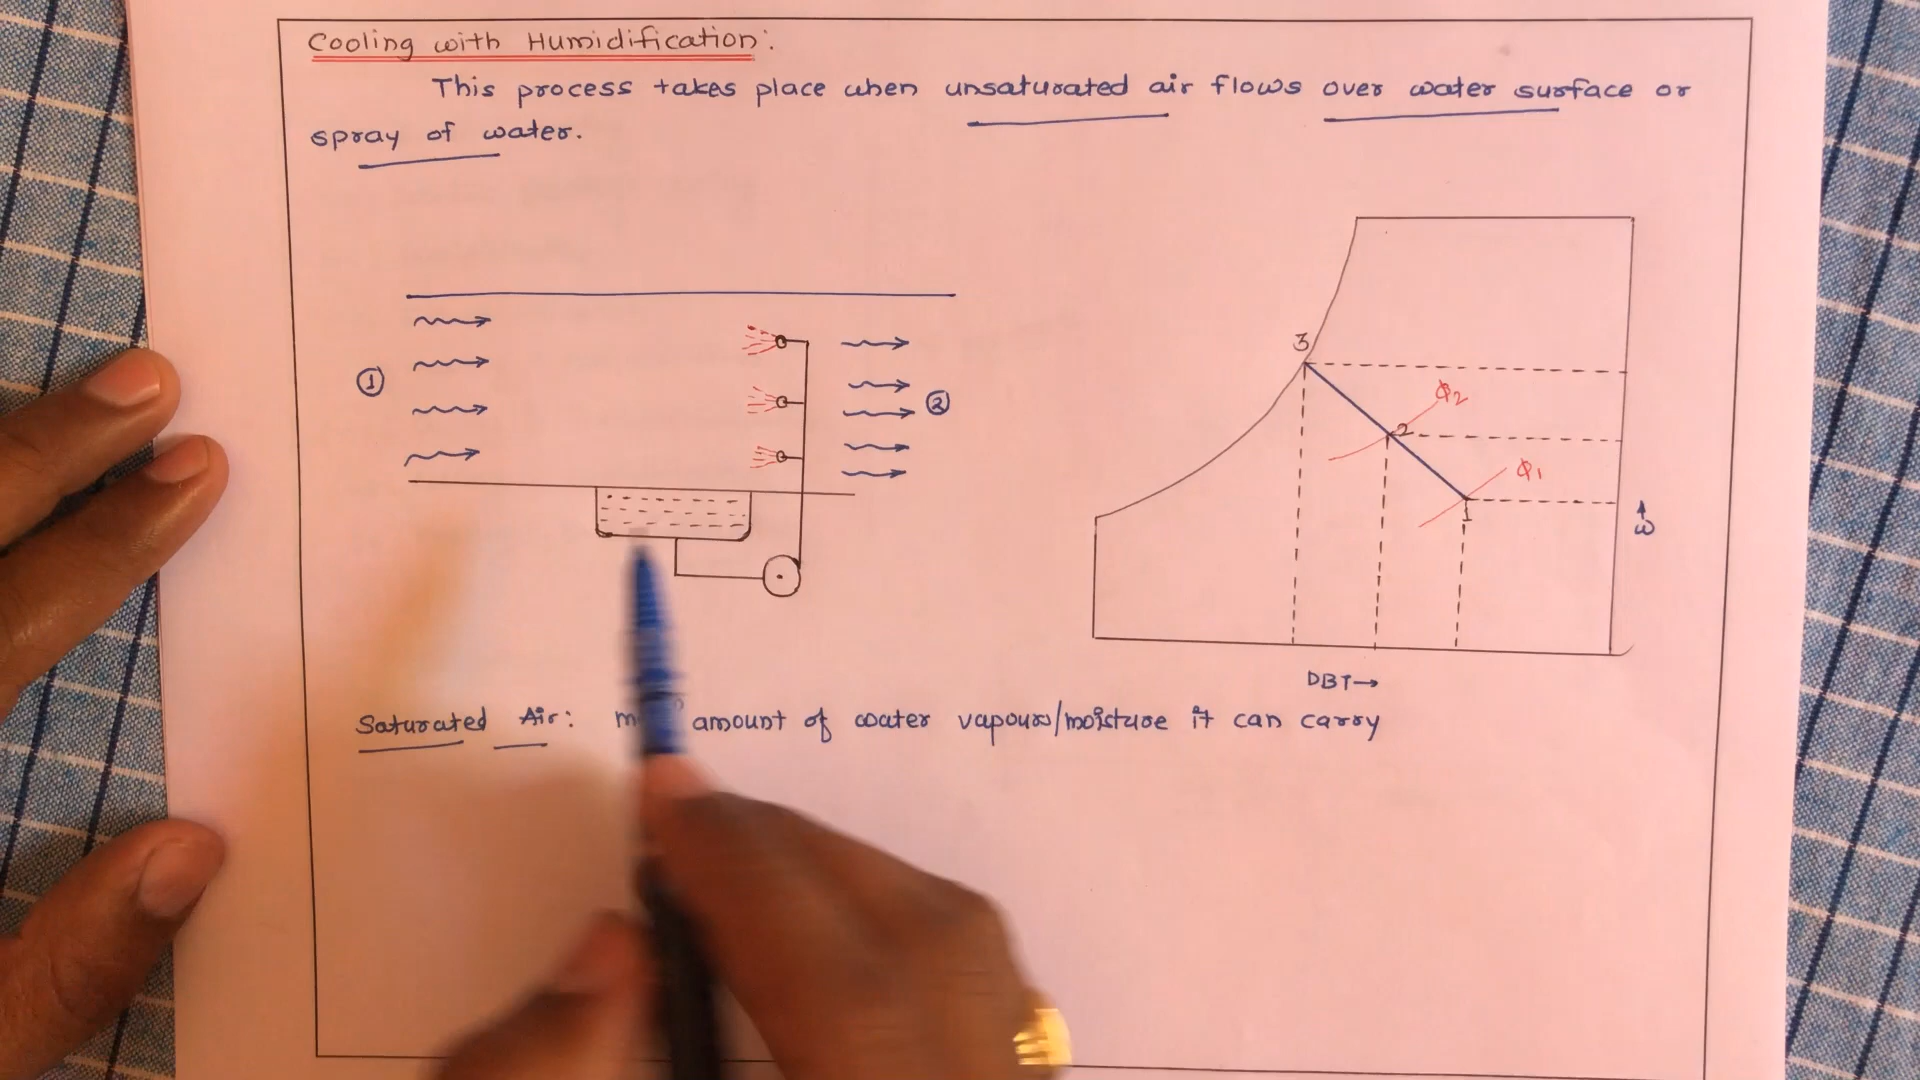 Cooling with Humidification:
This process takes place when unsaturated air flows over water surface or
spray of water.
①
②
3
Φ2
2
Φ1
1
ω
DBT→
Saturated Air: amount of water vapours/moisture it can carry